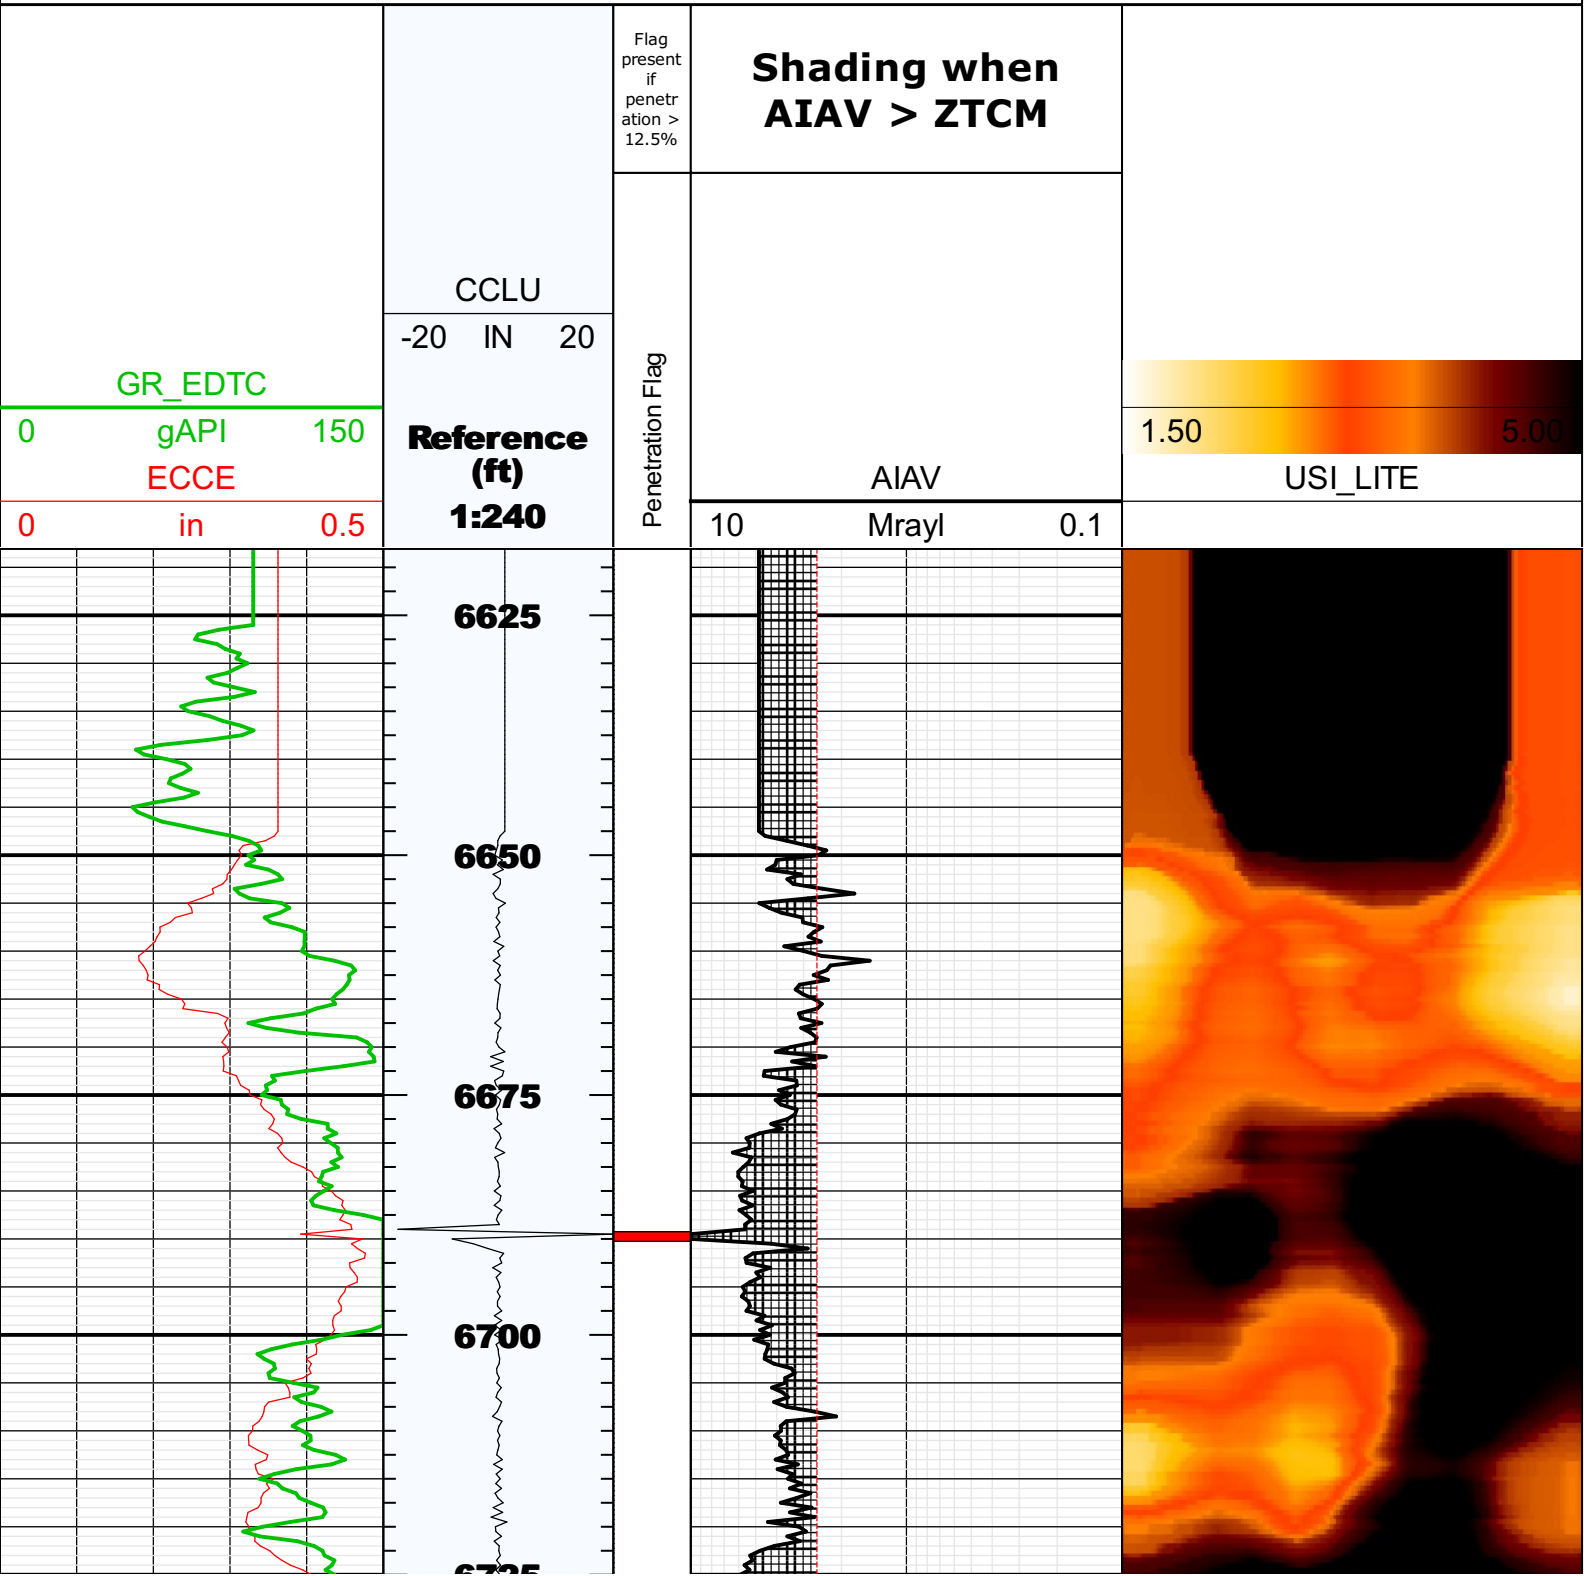 Flag
present
if
penetr
ation >
12.5%
Shading when
AIAV > ZTCM
CCLU
-20 IN 20
GR_EDTC
0 gAPI 150
ECCE
0 in 0.5
Reference
(ft)
1:240
Penetration Flag
AIAV
10 Mrayl 0.1
1.50 5.00
USI_LITE
6625
6650
6675
6700
6725